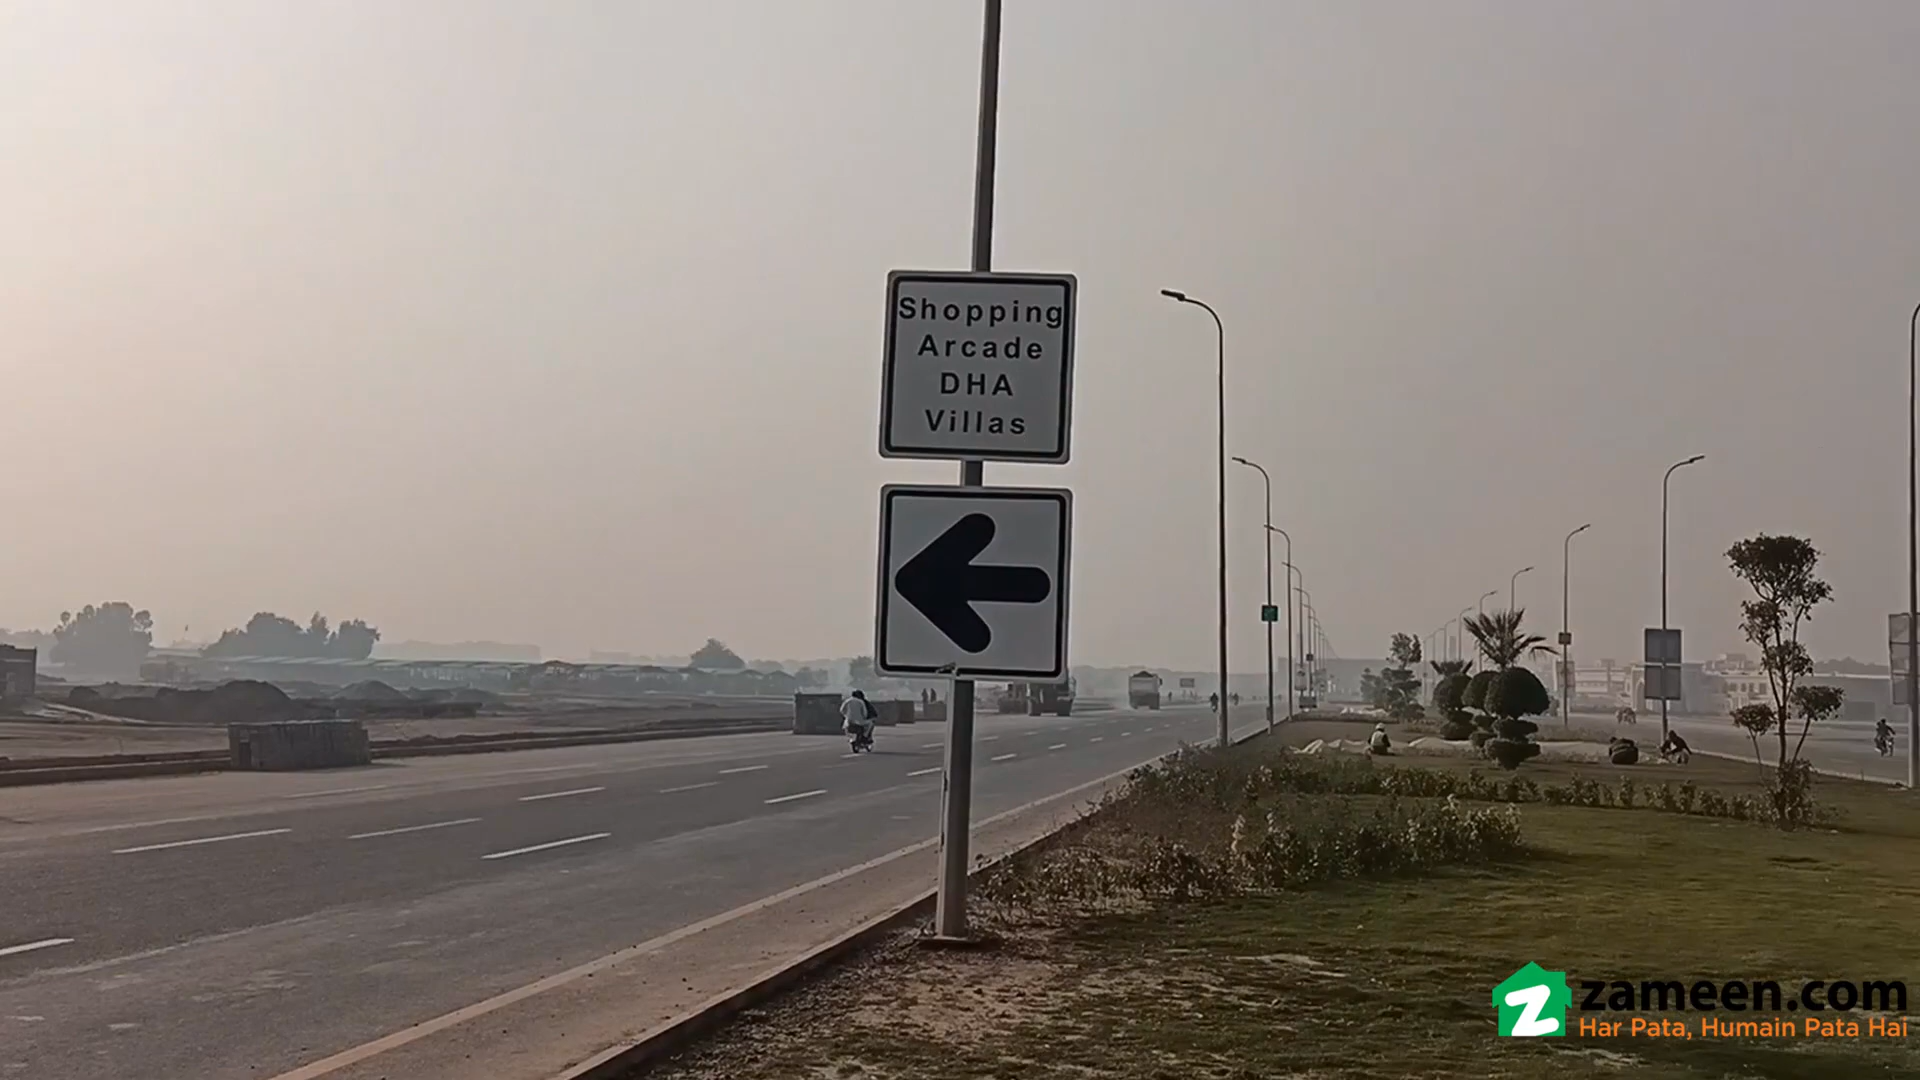 Shopping
Arcade
DHA
Villas
zameen.com
Har Pata, Humain Pata Hai